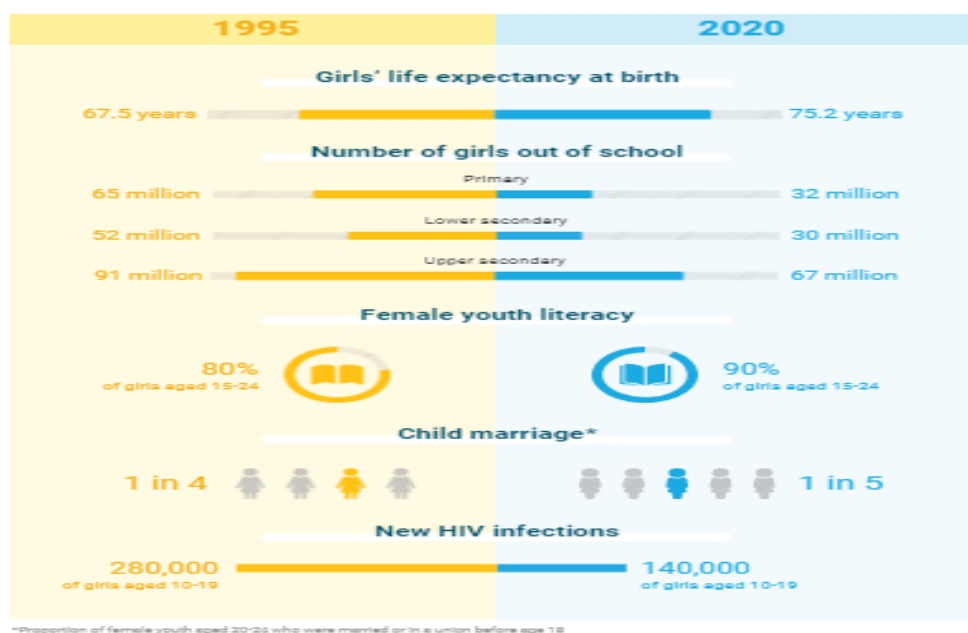 1995
2020
Girls' life expectancy at birth
67.5 years
75.2 years
Number of girls out of school
Primary
65 million
32 million
Lower secondary
52 million
30 million
Upper secondary
91 million
67 million
Female youth literacy
80%
of girls aged 15-24
90%
of girls aged 15-24
Child marriage*
1 in 4
1 in 5
New HIV infections
280,000
of girls aged 10-19
140,000
of girls aged 10-19
*Proportion of female youth aged 20-24 who were married or in a union before age 18